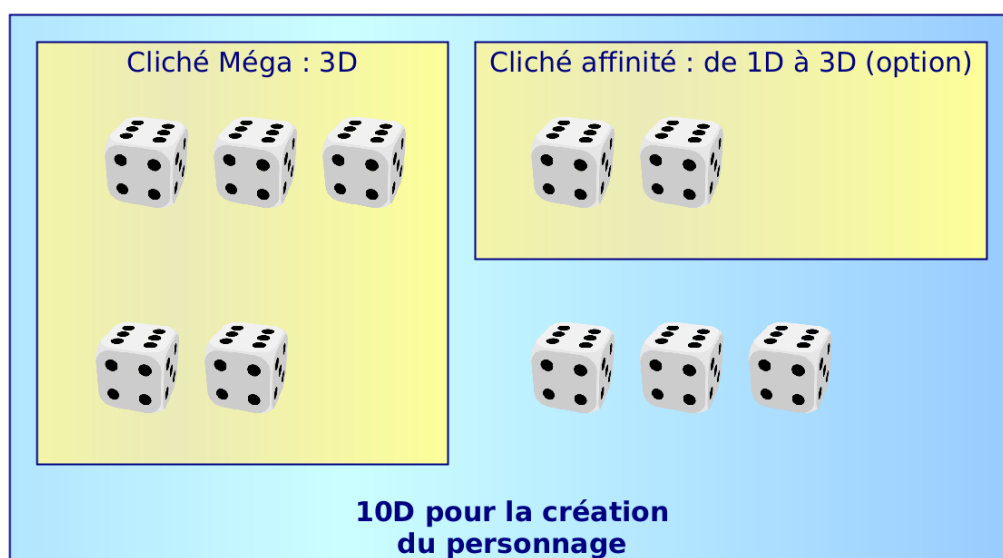 Cliché Méga : 3D
Cliché affinité : de 1D à 3D (option)
10D pour la création
du personnage